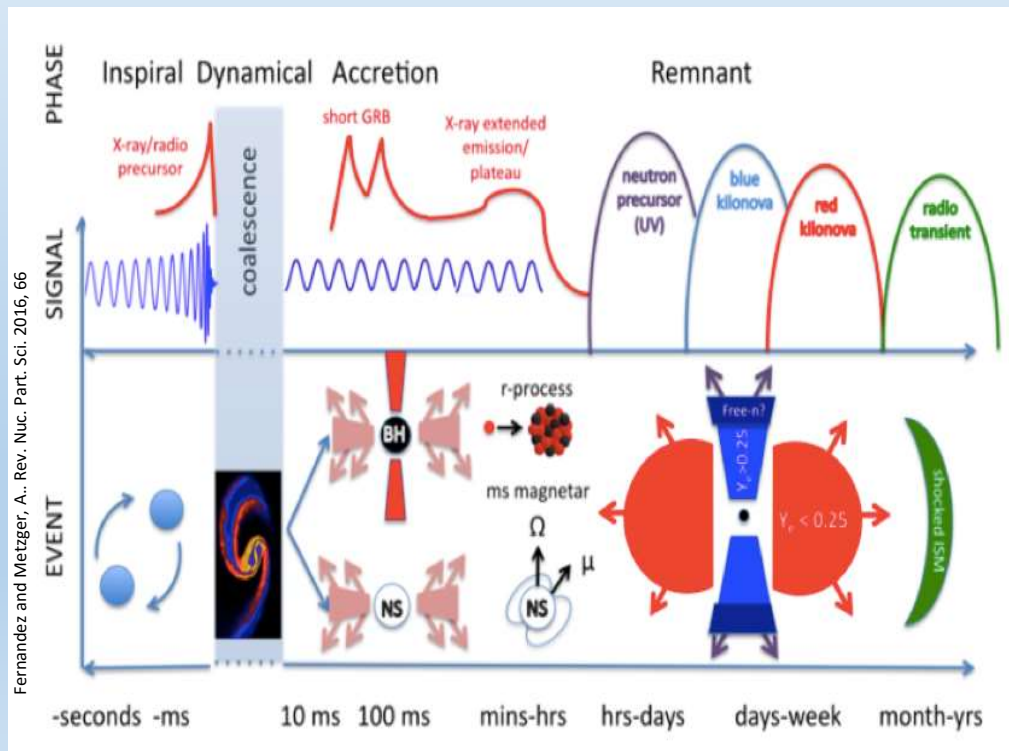 PHASE
Inspiral Dynamical Accretion Remnant
SIGNAL
X-ray/radio
precursor
coalescence
short GRB
X-ray extended
emission/
plateau
neutron
precursor
(UV)
blue
kilonova
red
kilonova
radio
transient
EVENT
BH
NS
r-process
ms magnetar
Ω
μ
NS
Free-n?
Yₑ >0.25
Yₑ < 0.25
shocked ISM
-seconds -ms 10 ms 100 ms mins-hrs hrs-days days-week month-yrs
Fernandez and Metzger, A.. Rev. Nuc. Part. Sci. 2016, 66